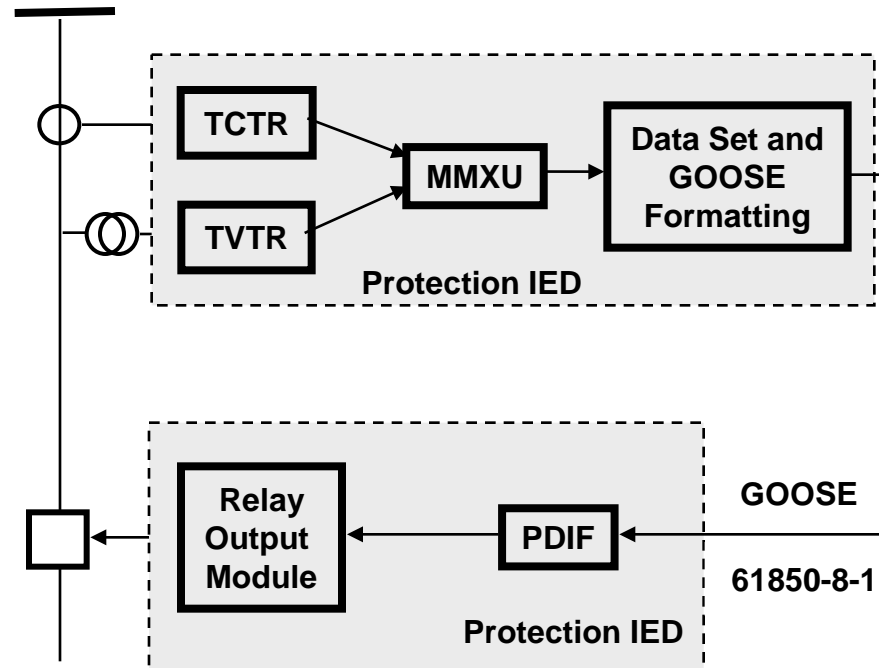 TCTR
TVTR
MMXU
Data Set and
GOOSE
Formatting
Protection IED
Relay
Output
Module
PDIF
GOOSE
61850-8-1
Protection IED